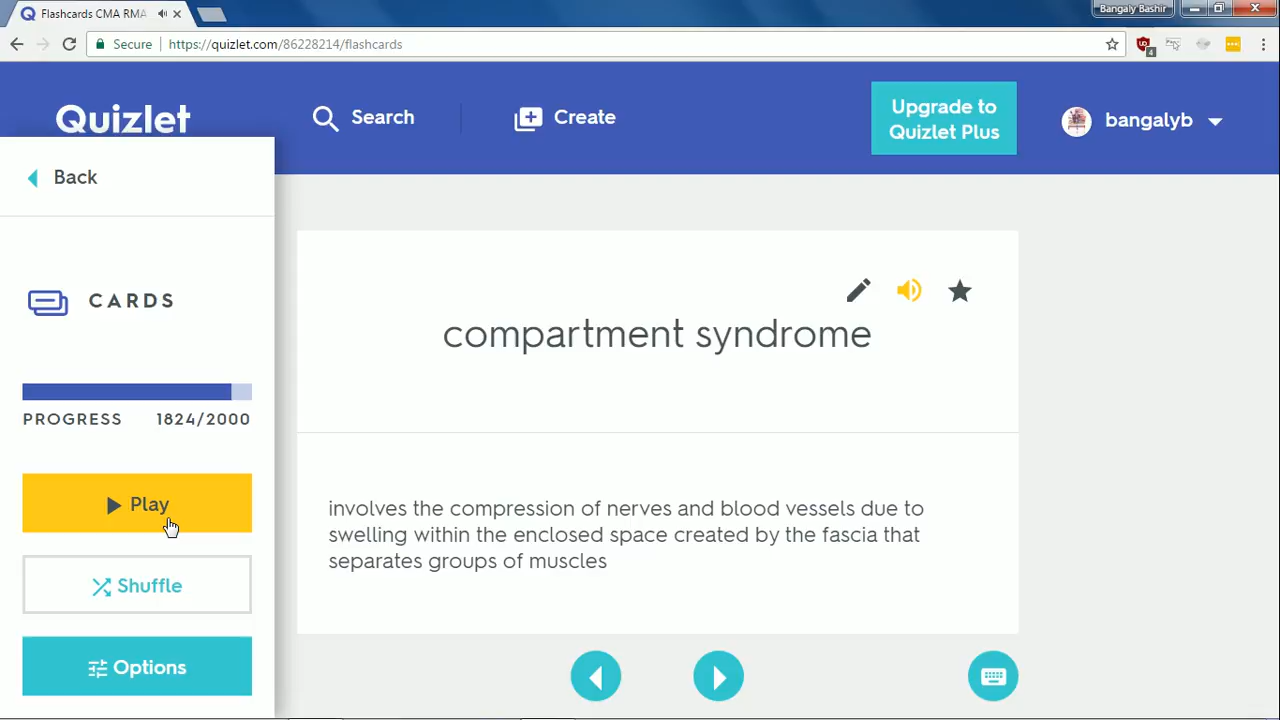 Flashcards CMA RMA
Bangaly Bashir
Secure
https://quizlet.com/86228214/flashcards
4
Quizlet
Search
Create
Upgrade to
Quizlet Plus
bangalyb
Back
CARDS
PROGRESS 1824/2000
Play
Shuffle
Options
compartment syndrome
involves the compression of nerves and blood vessels due to
swelling within the enclosed space created by the fascia that
separates groups of muscles